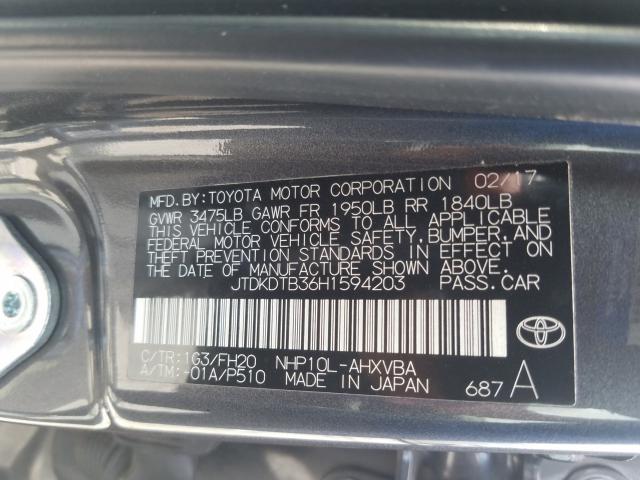 MFD.BY:TOYOTA MOTOR CORPORATION 02/17
GVWR 3475LB GAWR FR 1950LB RR 1840LB
THIS VEHICLE CONFORMS TO ALL APPLICABLE
FEDERAL MOTOR VEHICLE SAFETY,BUMPER,AND
THEFT PREVENTION STANDARDS IN EFFECT ON
THE DATE OF MANUFACTURE SHOWN ABOVE.
JTDKDTB36H1594203 PASS.CAR
C/TR:1G3/FH20 NHP10L-AHXVBA
A/TM:-01A/P510 MADE IN JAPAN
687 A